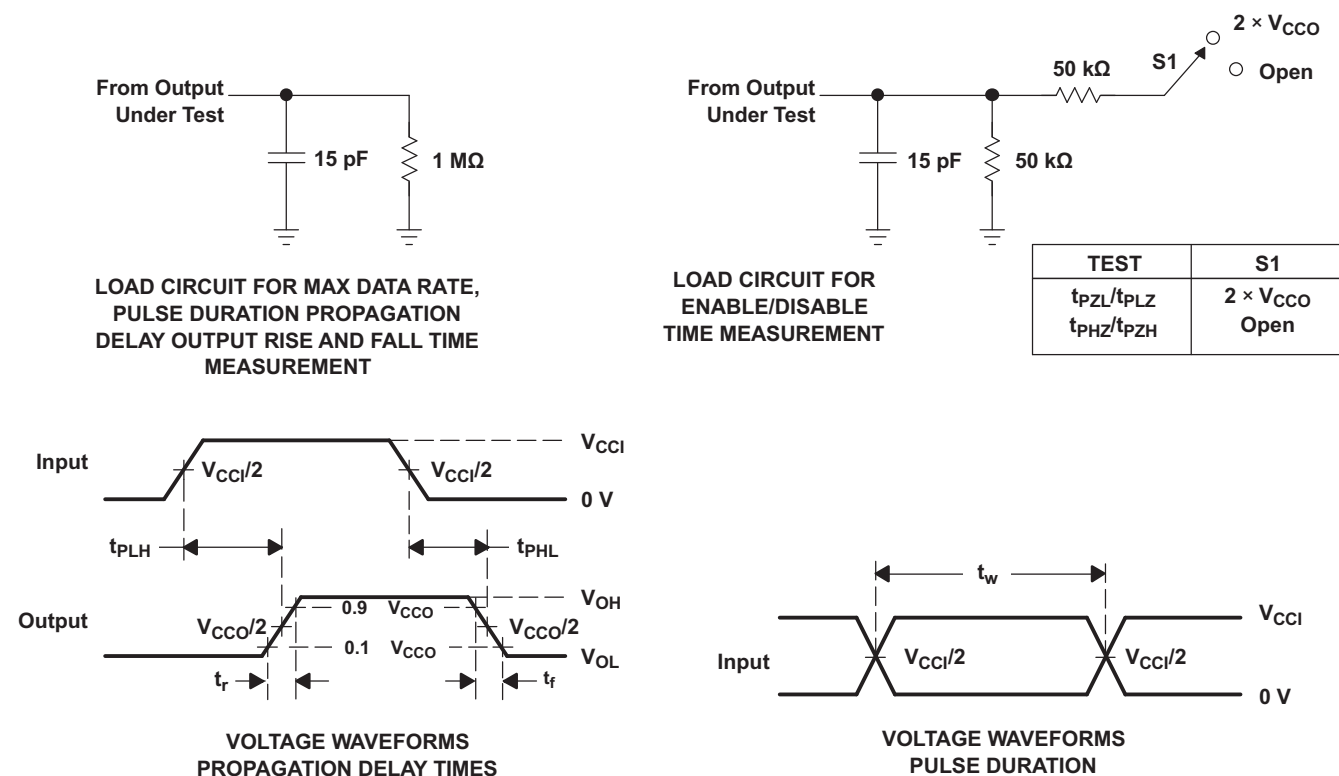 From Output
Under Test
15 pF
1 MΩ
LOAD CIRCUIT FOR MAX DATA RATE,
PULSE DURATION PROPAGATION
DELAY OUTPUT RISE AND FALL TIME
MEASUREMENT
From Output
Under Test
15 pF
50 kΩ
50 kΩ
S1
2 × VCCO
Open
LOAD CIRCUIT FOR
ENABLE/DISABLE
TIME MEASUREMENT
TEST S1
tPZL/tPLZ 2 × VCCO
tPHZ/tPZH Open
Input
VCCI/2
VCCI/2
VCCI
0 V
tPLH
tPHL
Output
VCCO/2
0.9 VCCO
0.1 VCCO
VCCO/2
VOH
VOL
tr
tf
VOLTAGE WAVEFORMS
PROPAGATION DELAY TIMES
tw
Input
VCCI/2
VCCI/2
VCCI
0 V
VOLTAGE WAVEFORMS
PULSE DURATION